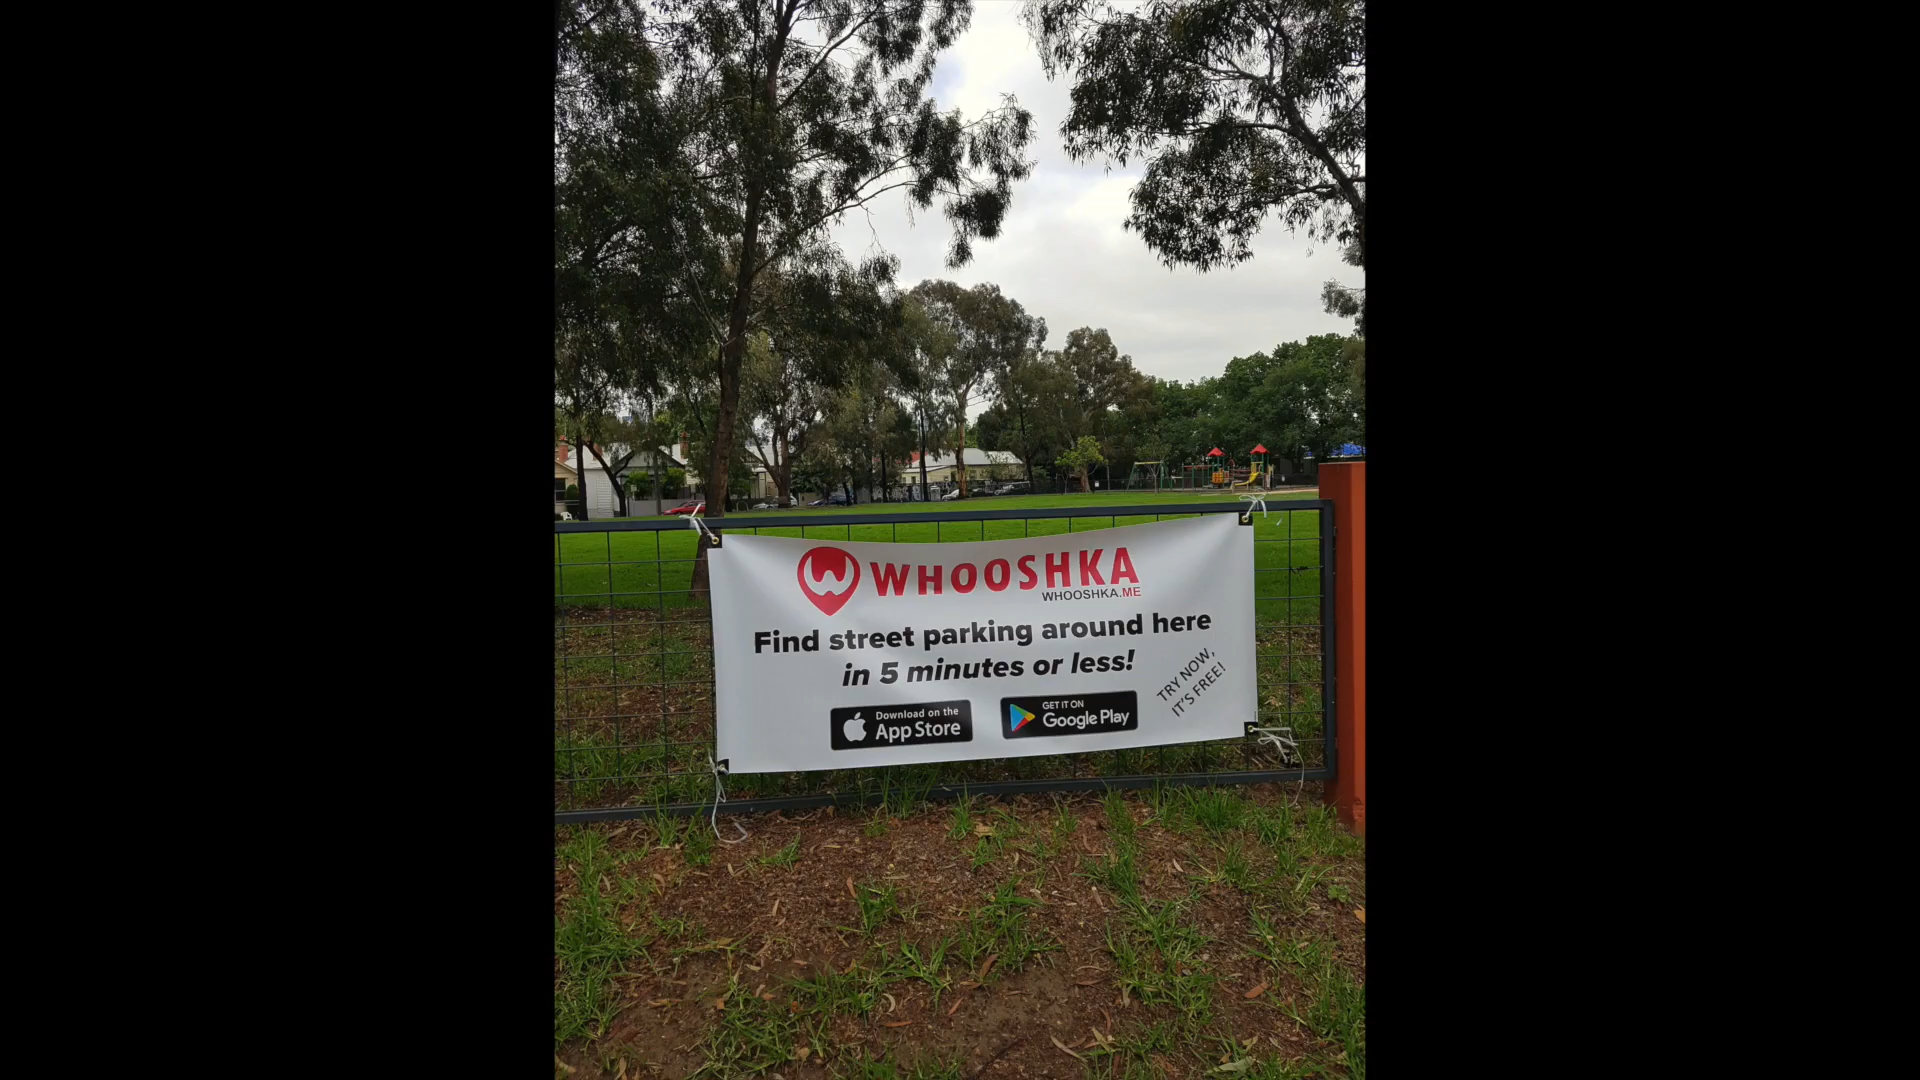 WHOOSHKA
WHOOSHKA.ME
Find street parking around here
in 5 minutes or less!
TRY NOW,
IT'S FREE!
Download on the
App Store
GET IT ON
Google Play